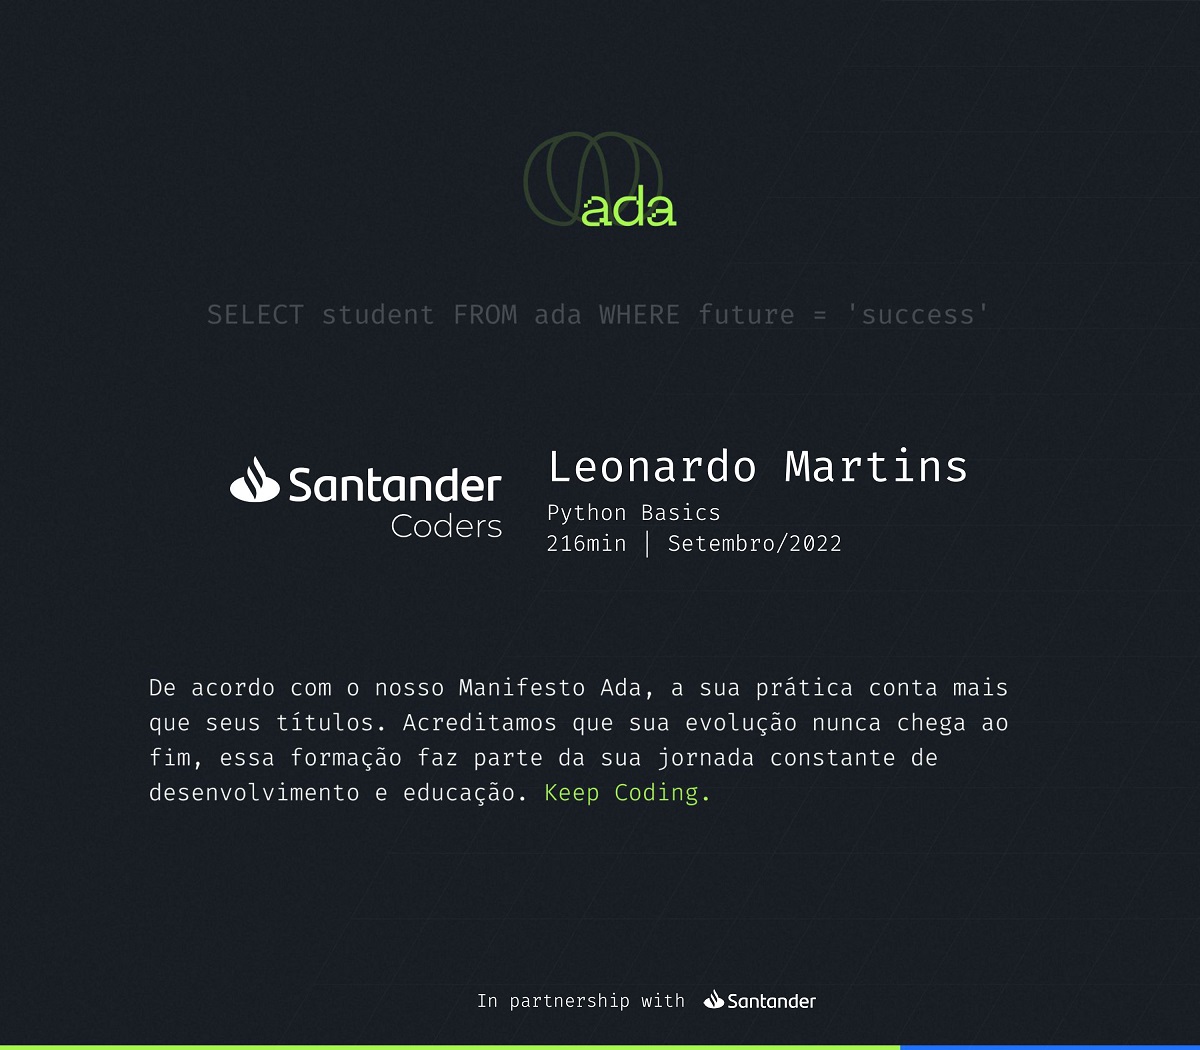 ada
SELECT student FROM ada WHERE future = 'success'
Santander
Coders
Leonardo Martins
Python Basics
216min | Setembro/2022
De acordo com o nosso Manifesto Ada, a sua prática conta mais
que seus títulos. Acreditamos que sua evolução nunca chega ao
fim, essa formação faz parte da sua jornada constante de
desenvolvimento e educação. Keep Coding.
In partnership with Santander